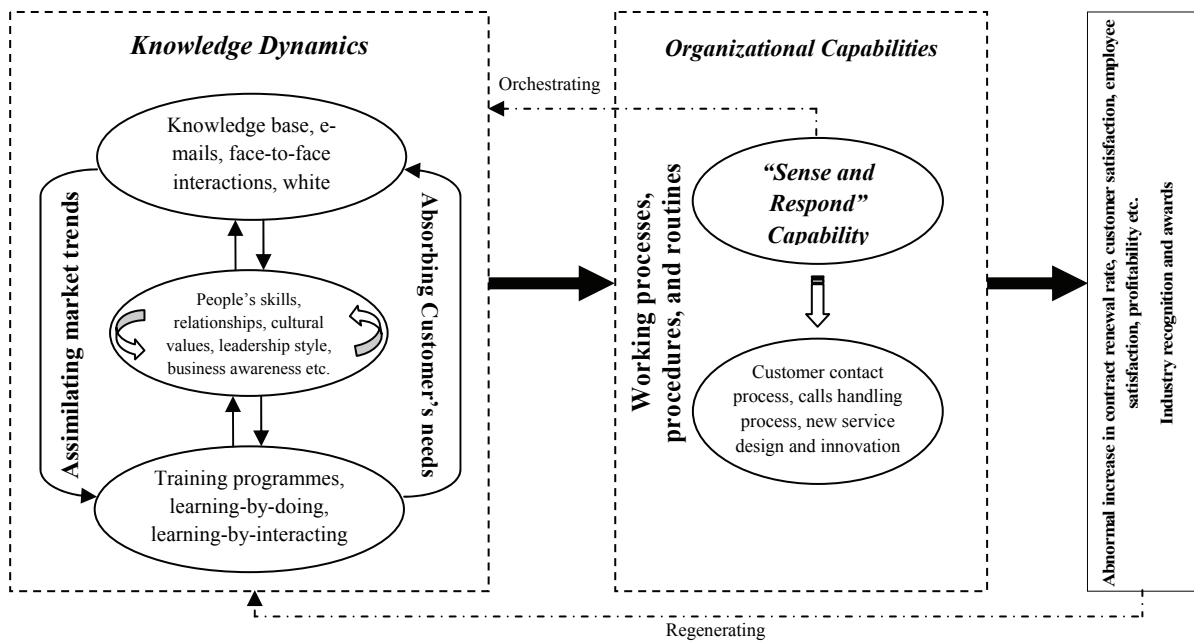 Knowledge Dynamics
Knowledge base, e-
mails, face-to-face
interactions, white
Assimilating market trends
Absorbing Customer's needs
People's skills,
relationships, cultural
values, leadership style,
business awareness etc.
Training programmes,
learning-by-doing,
learning-by-interacting
Orchestrating
Organizational Capabilities
Working processes,
procedures, and routines
“Sense and
Respond”
Capability
Customer contact
process, calls handling
process, new service
design and innovation
Abnormal increase in contract renewal rate, customer satisfaction, employee
satisfaction, profitability etc.
Industry recognition and awards
Regenerating